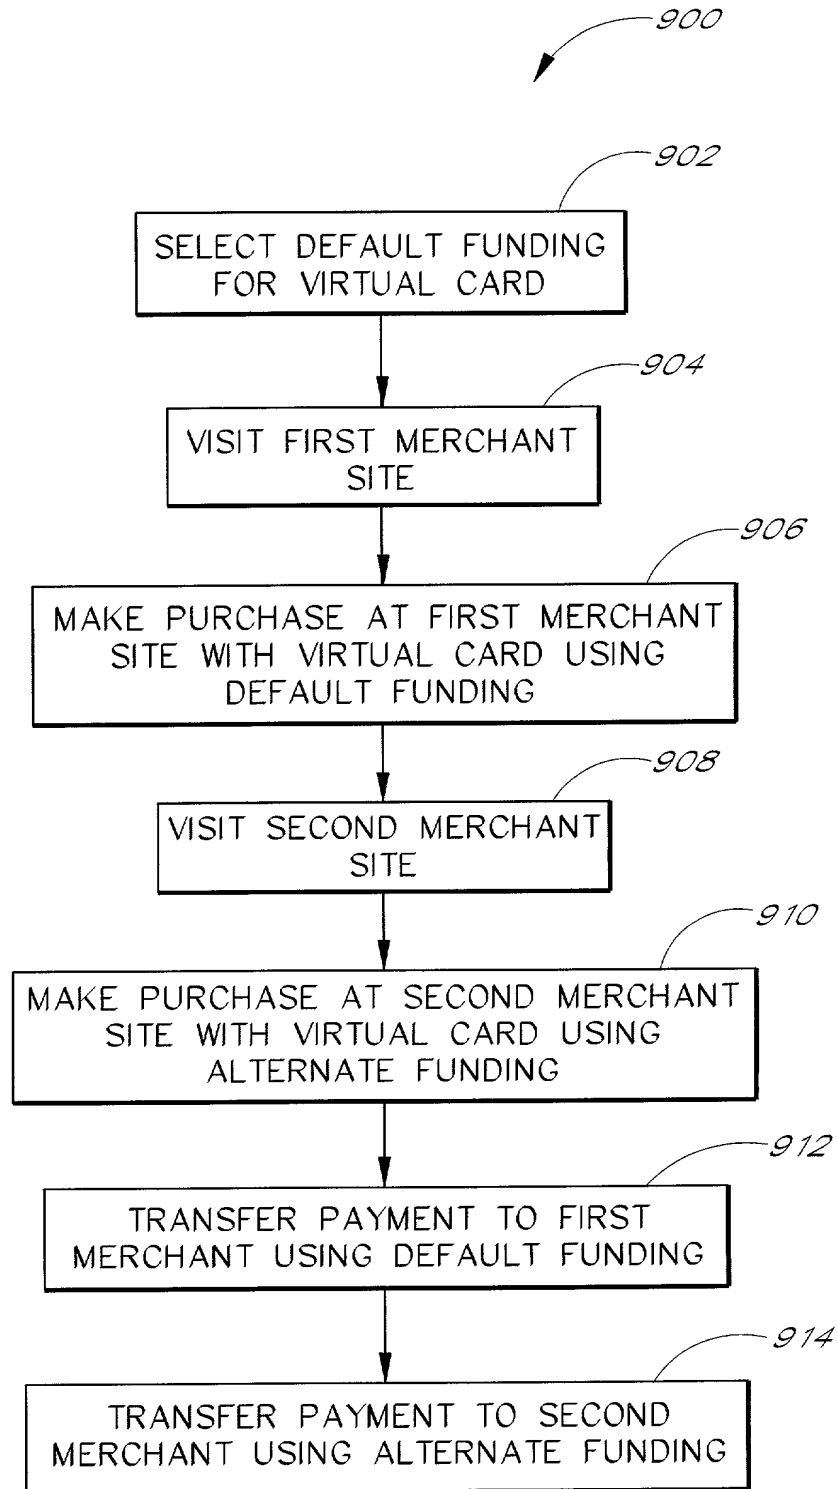 900
902
SELECT DEFAULT FUNDING
FOR VIRTUAL CARD
904
VISIT FIRST MERCHANT
SITE
906
MAKE PURCHASE AT FIRST MERCHANT
SITE WITH VIRTUAL CARD USING
DEFAULT FUNDING
908
VISIT SECOND MERCHANT
SITE
910
MAKE PURCHASE AT SECOND MERCHANT
SITE WITH VIRTUAL CARD USING
ALTERNATE FUNDING
912
TRANSFER PAYMENT TO FIRST
MERCHANT USING DEFAULT FUNDING
914
TRANSFER PAYMENT TO SECOND
MERCHANT USING ALTERNATE FUNDING